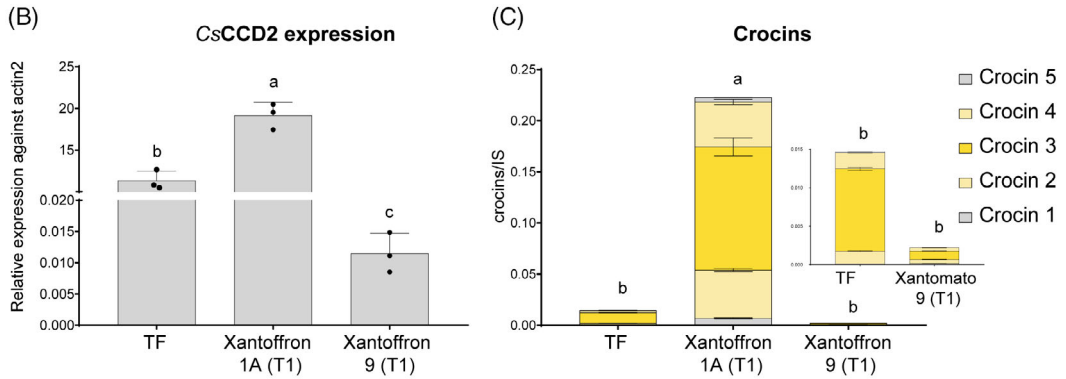 (B)
CsCCD2 expression
Relative expression against actin2
25
20
15
0.020
0.015
0.010
0.005
0.000
b
a
c
TF
Xantoffron
1A (T1)
Xantoffron
9 (T1)
(C)
Crocins
crocins/IS
0.25
0.20
0.15
0.10
0.05
0.00
b
a
b
TF
Xantoffron
1A (T1)
Xantoffron
9 (T1)
0.015
0.010
0.005
0.000
b
b
TF
Xantomato
9 (T1)
Crocin 5
Crocin 4
Crocin 3
Crocin 2
Crocin 1